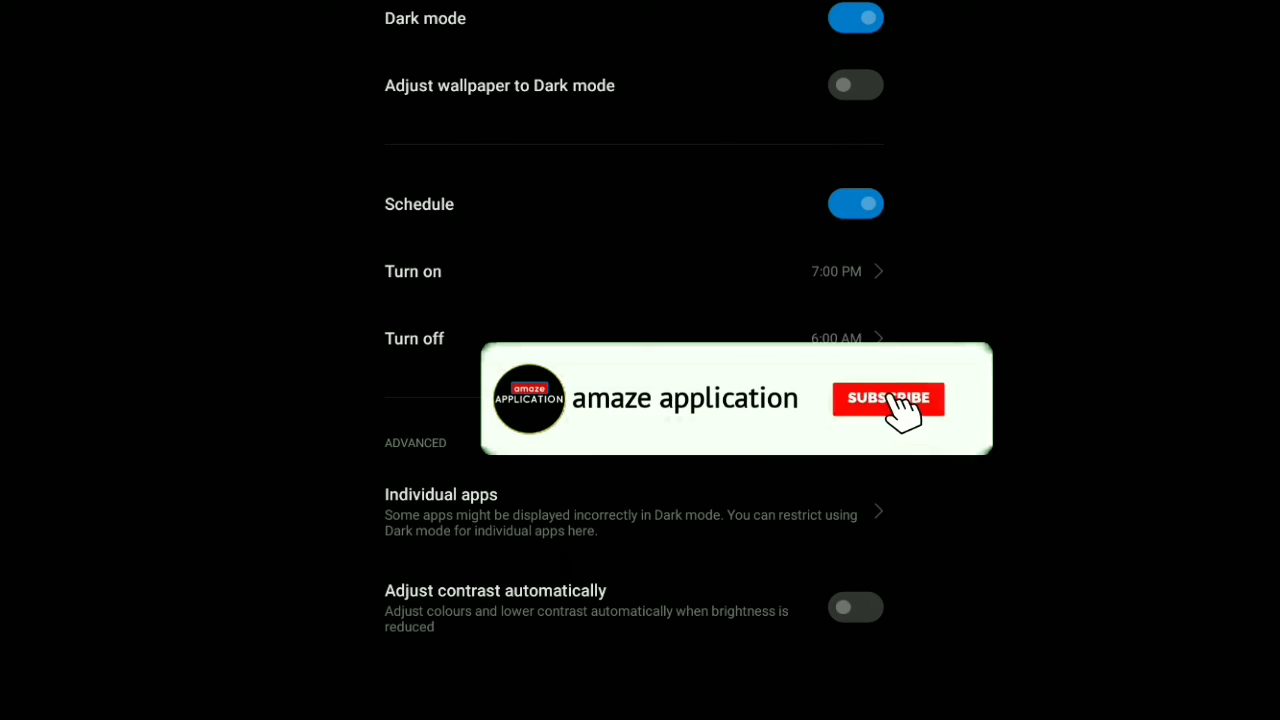 Dark mode
Adjust wallpaper to Dark mode
Schedule
Turn on 7:00 PM
Turn off 6:00 AM
amaze
APPLICATION
amaze application
SUBSCRIBE
ADVANCED
Individual apps
Some apps might be displayed incorrectly in Dark mode. You can restrict using
Dark mode for individual apps here.
Adjust contrast automatically
Adjust colours and lower contrast automatically when brightness is
reduced